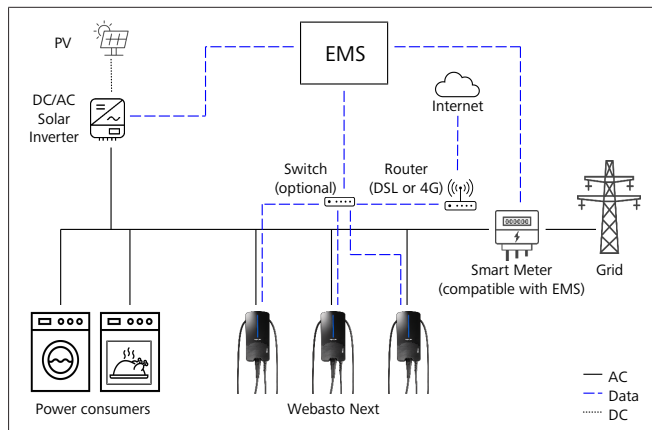 PV
EMS
DC/AC
Solar
Inverter
Internet
Switch
(optional)
Router
(DSL or 4G)
Smart Meter
(compatible with EMS)
Grid
Power consumers
Webasto Next
AC
Data
DC